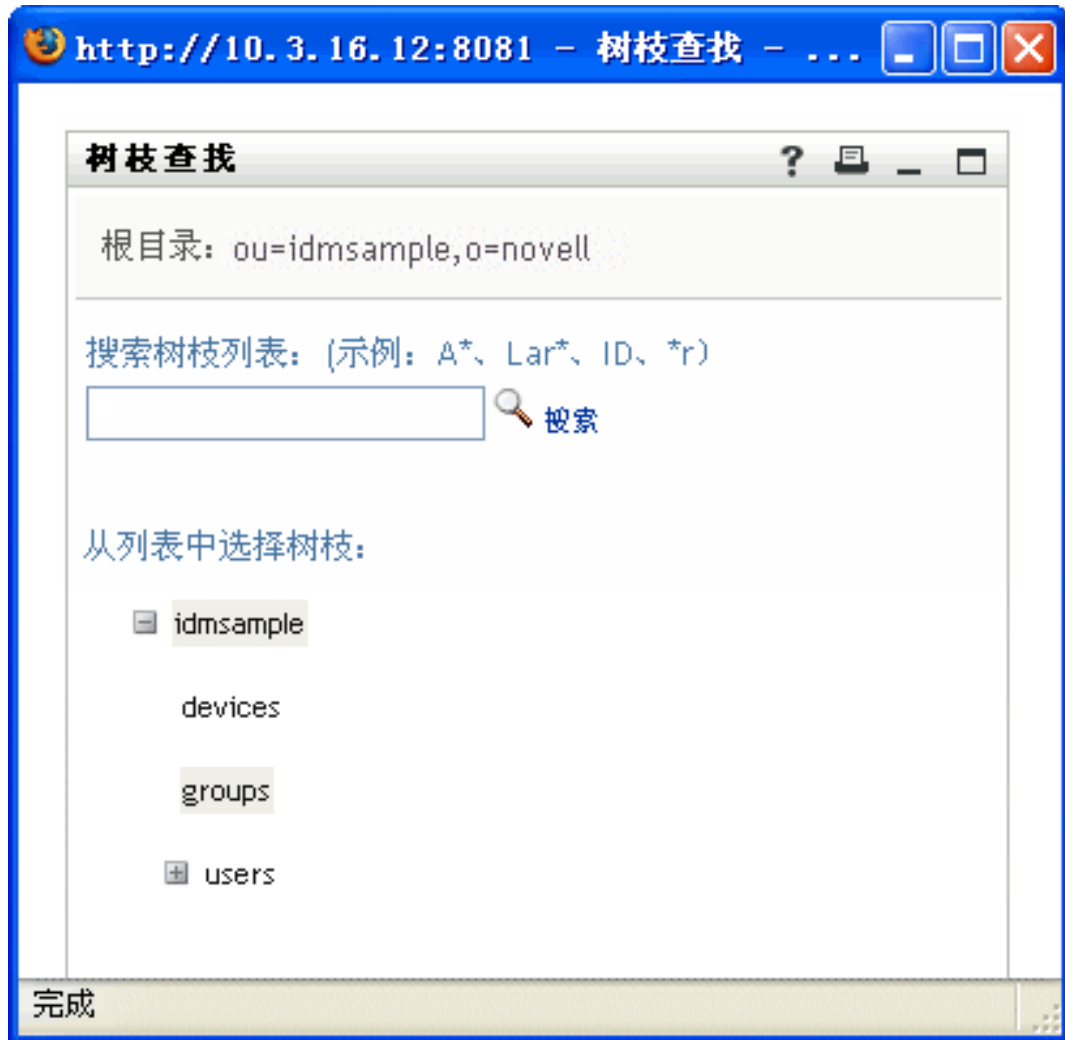 http://10.3.16.12:8081 - 树枝查找 - ...
树枝查找
根目录：ou=idmsample,o=novell
搜索树枝列表：(示例：A*、Lar*、ID、*r）
搜索
从列表中选择树枝：
idmsample
devices
groups
users
完成